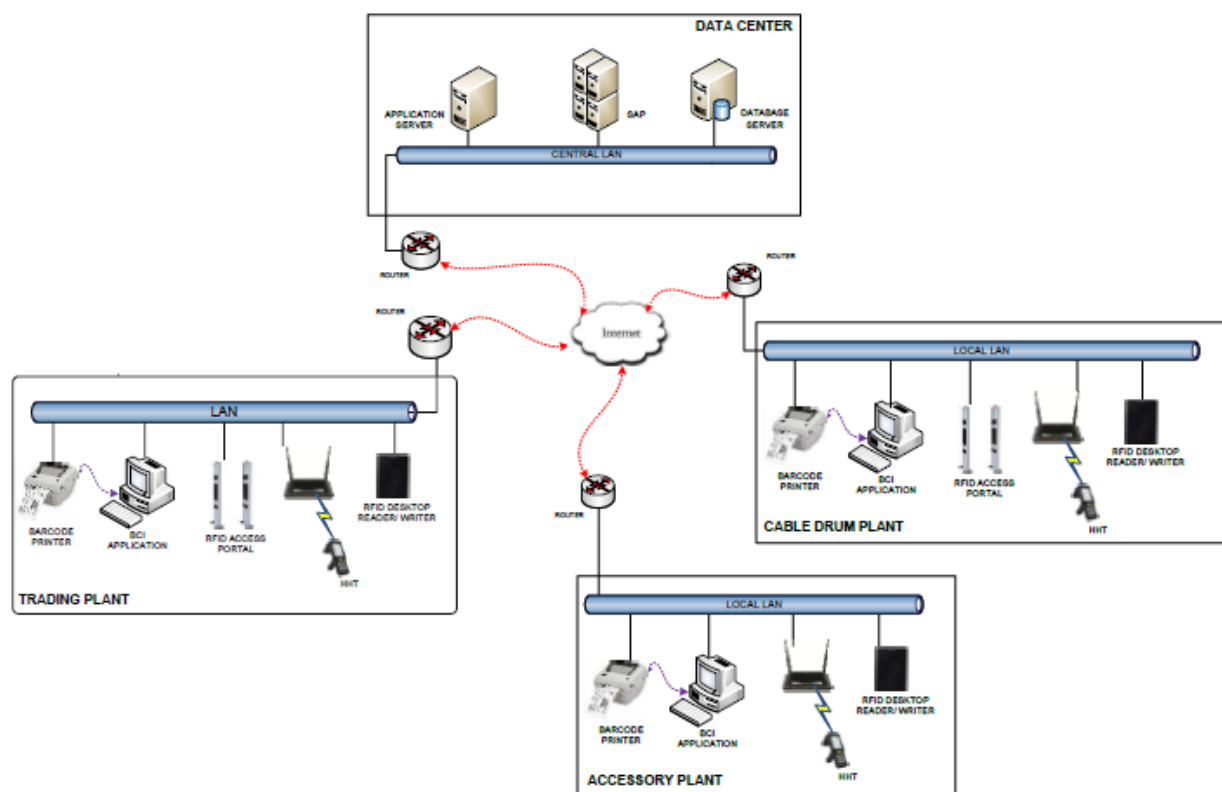 DATA CENTER
APPLICATION
SERVER
SAP
DATABASE
SERVER
CENTRAL LAN
ROUTER
ROUTER
ROUTER
Internet
LAN
BARCODE
PRINTER
BCI
APPLICATION
RFID ACCESS
PORTAL
HHT
RFID DESKTOP
READER/ WRITER
TRADING PLANT
LOCAL LAN
BARCODE
PRINTER
BCI
APPLICATION
RFID ACCESS
PORTAL
HHT
RFID DESKTOP
READER/ WRITER
CABLE DRUM PLANT
ROUTER
LOCAL LAN
BARCODE
PRINTER
BCI
APPLICATION
HHT
RFID DESKTOP
READER/ WRITER
ACCESSORY PLANT